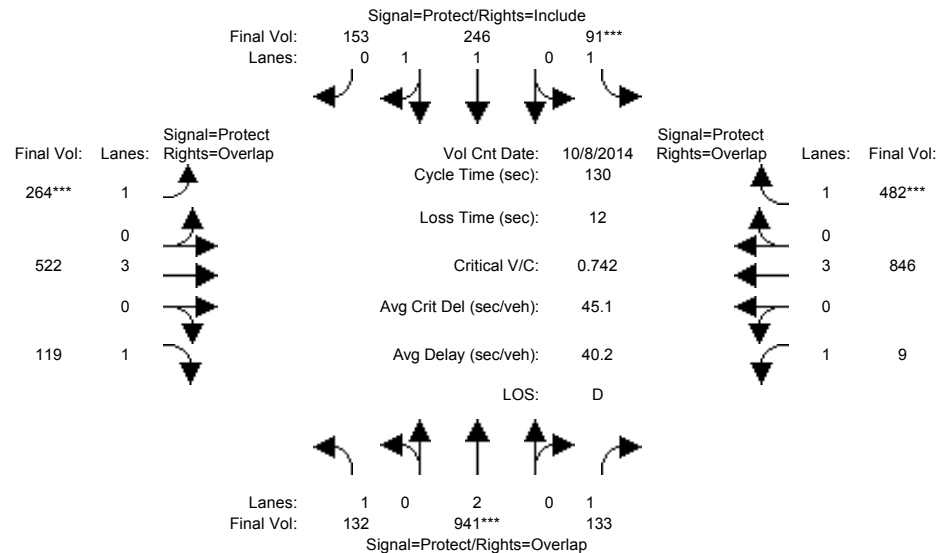 Signal=Protect/Rights=Include
Final Vol: 153 246 91***
Lanes: 0 1 1 0 1
Signal=Protect Signal=Protect
Final Vol: Lanes: Rights=Overlap Vol Cnt Date: 10/8/2014 Rights=Overlap Lanes: Final Vol:
Cycle Time (sec): 130
264*** 1 1 482***
Loss Time (sec): 12
0 0
522 3 Critical V/C: 0.742 3 846
0 Avg Crit Del (sec/veh): 45.1 0
119 1 Avg Delay (sec/veh): 40.2 1 9
LOS: D
Lanes: 1 0 2 0 1
Final Vol: 132 941*** 133
Signal=Protect/Rights=Overlap